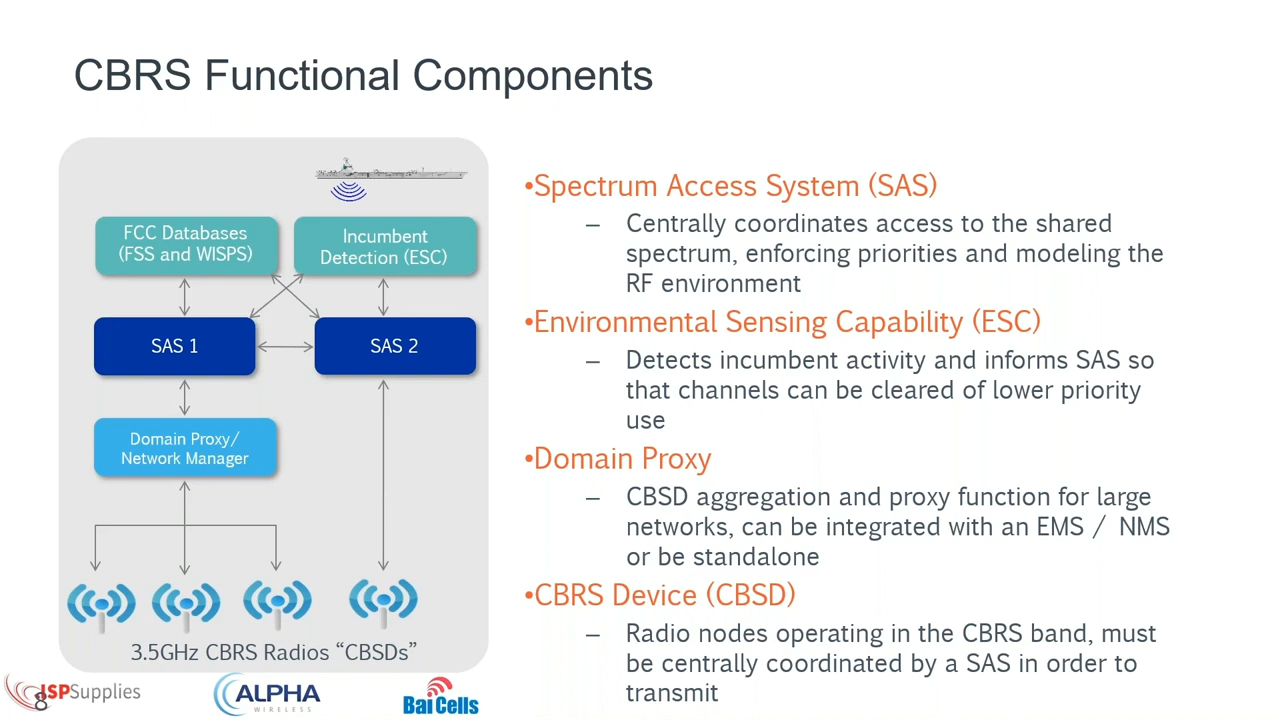 CBRS Functional Components
FCC Databases
(FSS and WISPS)
Incumbent
Detection (ESC)
SAS 1
SAS 2
Domain Proxy/
Network Manager
3.5GHz CBRS Radios “CBSDs”
•Spectrum Access System (SAS)
– Centrally coordinates access to the shared
spectrum, enforcing priorities and modeling the
RF environment
•Environmental Sensing Capability (ESC)
– Detects incumbent activity and informs SAS so
that channels can be cleared of lower priority
use
•Domain Proxy
– CBSD aggregation and proxy function for large
networks, can be integrated with an EMS / NMS
or be standalone
•CBRS Device (CBSD)
– Radio nodes operating in the CBRS band, must
be centrally coordinated by a SAS in order to
transmit
ISPSupplies
8
ALPHA
WIRELESS
BaiCells